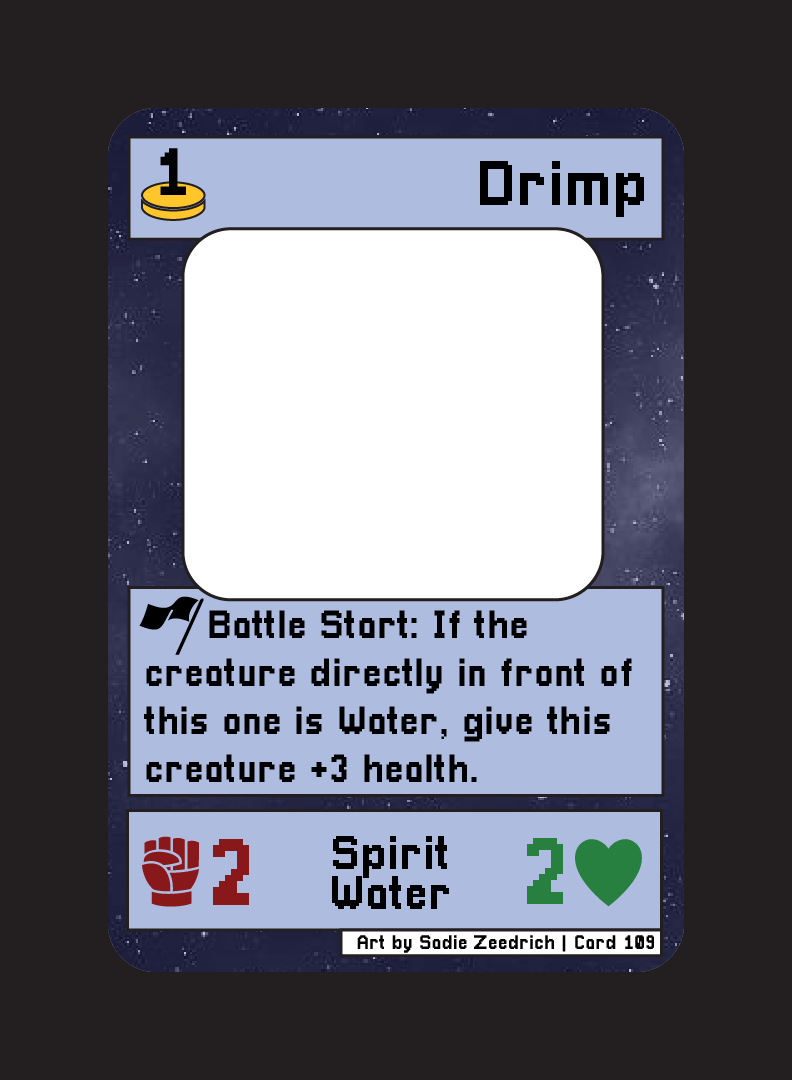 1
Drimp
Battle Start: If the
creature directly in front of
this one is Water, give this
creature +3 health.
2
Spirit
Water
2
Art by Sadie Zeedrich | Card 109